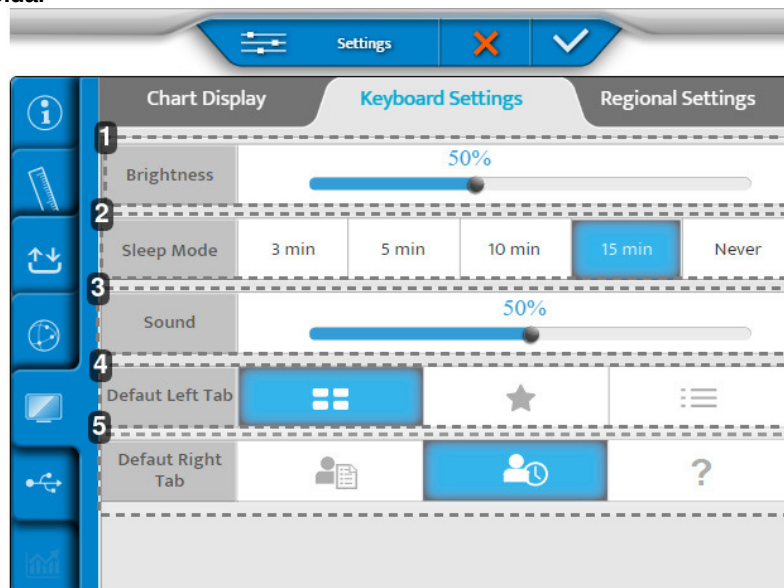 Settings
Chart Display Keyboard Settings Regional Settings
1
50%
Brightness
2
Sleep Mode 3 min 5 min 10 min 15 min Never
3
50%
Sound
4
Defaut Left Tab
5
Defaut Right
Tab
?